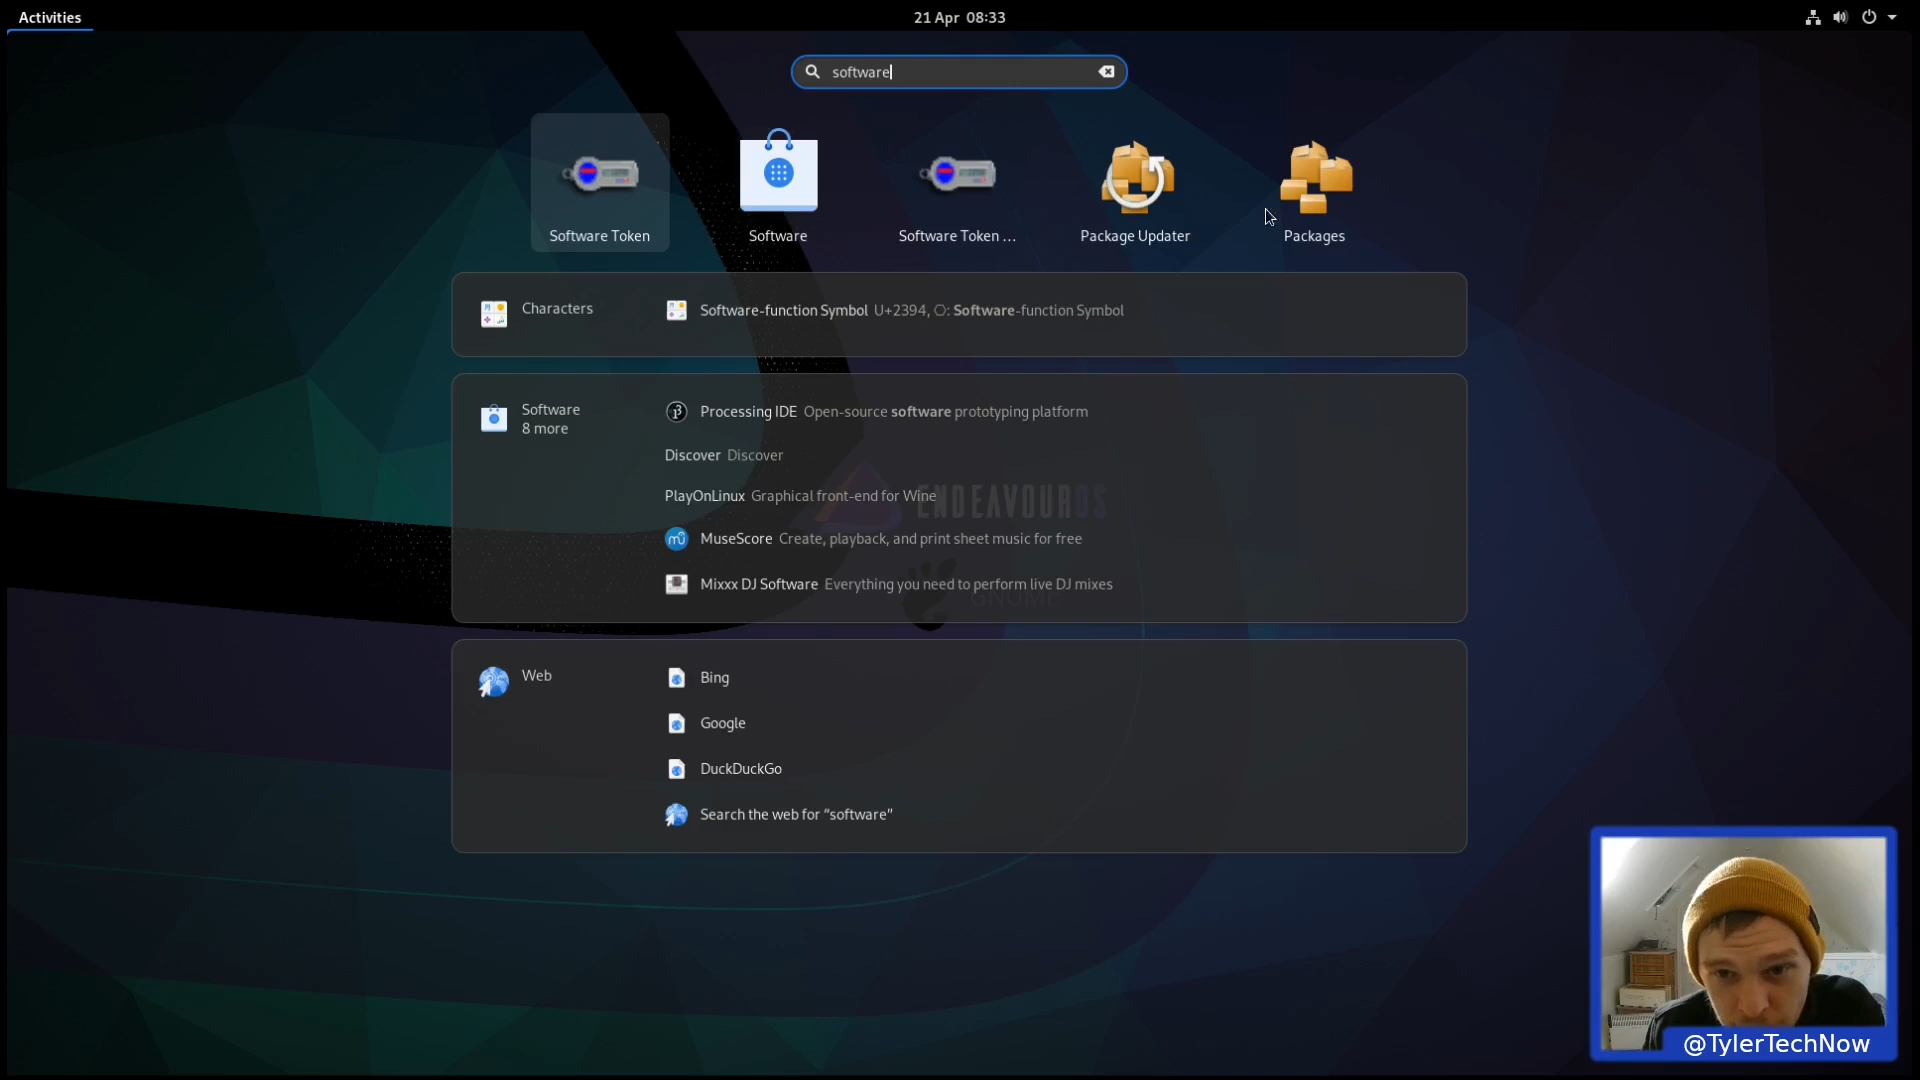 Activities
21 Apr 08:33
software
Software Token
Software
Software Token ...
Package Updater
Packages
Characters
Software-function Symbol U+2394, ⎔: Software-function Symbol
Software
8 more
Processing IDE Open-source software prototyping platform
Discover Discover
PlayOnLinux Graphical front-end for Wine
ENDEAVOUROS
MuseScore Create, playback, and print sheet music for free
Mixxx DJ Software Everything you need to perform live DJ mixes
GNOME
Web
Bing
Google
DuckDuckGo
Search the web for “software”
@TylerTechNow